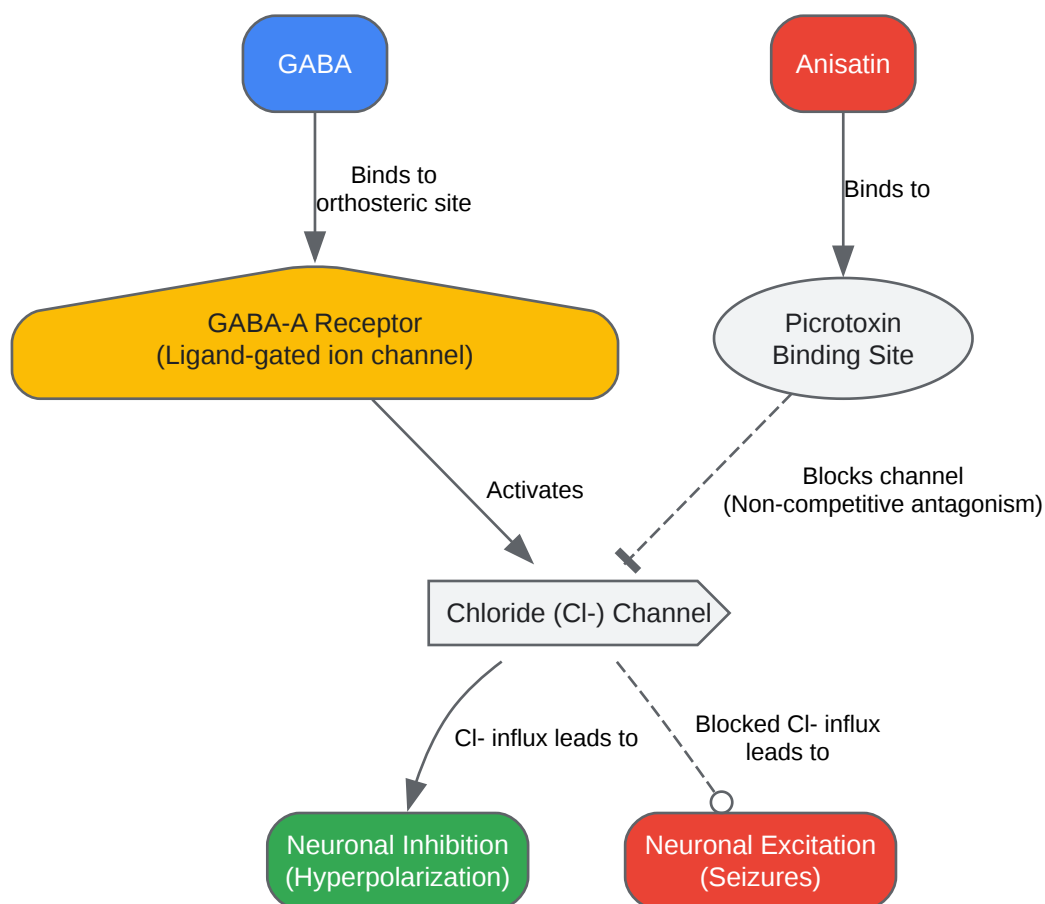 GABA
Anisatin
Binds to
orthosteric site
Binds to
GABA-A Receptor
(Ligand-gated ion channel)
Picrotoxin
Binding Site
Activates
Blocks channel
(Non-competitive antagonism)
Chloride (Cl-) Channel
Cl- influx leads to
Blocked Cl- influx
leads to
Neuronal Inhibition
(Hyperpolarization)
Neuronal Excitation
(Seizures)